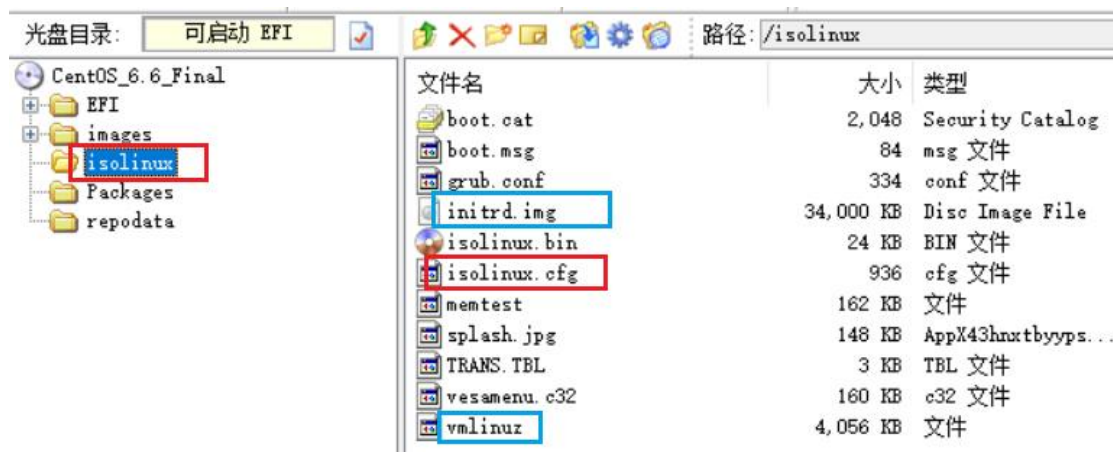 光盘目录: 可启动 EFI 路径: /isolinux
CentOS_6.6_Final
EFI
images
isolinux
Packages
repodata
文件名 大小 类型
boot.cat 2,048 Security Catalog
boot.msg 84 msg 文件
grub.conf 334 conf 文件
initrd.img 34,000 KB Disc Image File
isolinux.bin 24 KB BIN 文件
isolinux.cfg 936 cfg 文件
memtest 162 KB 文件
splash.jpg 148 KB AppX43hnxtbyyps...
TRANS.TBL 3 KB TBL 文件
vesamenu.c32 160 KB c32 文件
vmlinuz 4,056 KB 文件